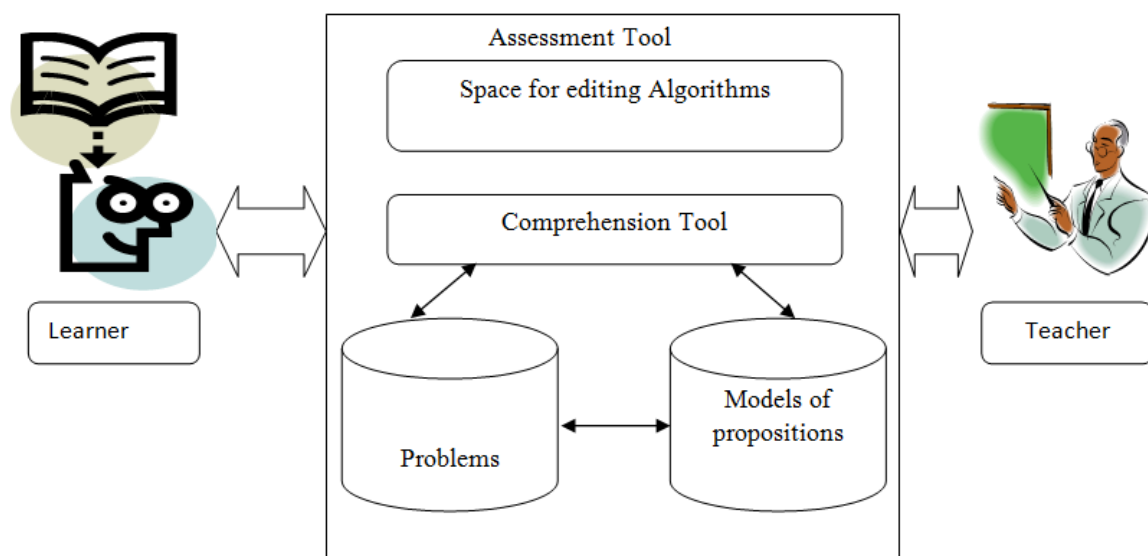 Assessment Tool
Space for editing Algorithms
Comprehension Tool
Learner
Teacher
Problems
Models of
propositions